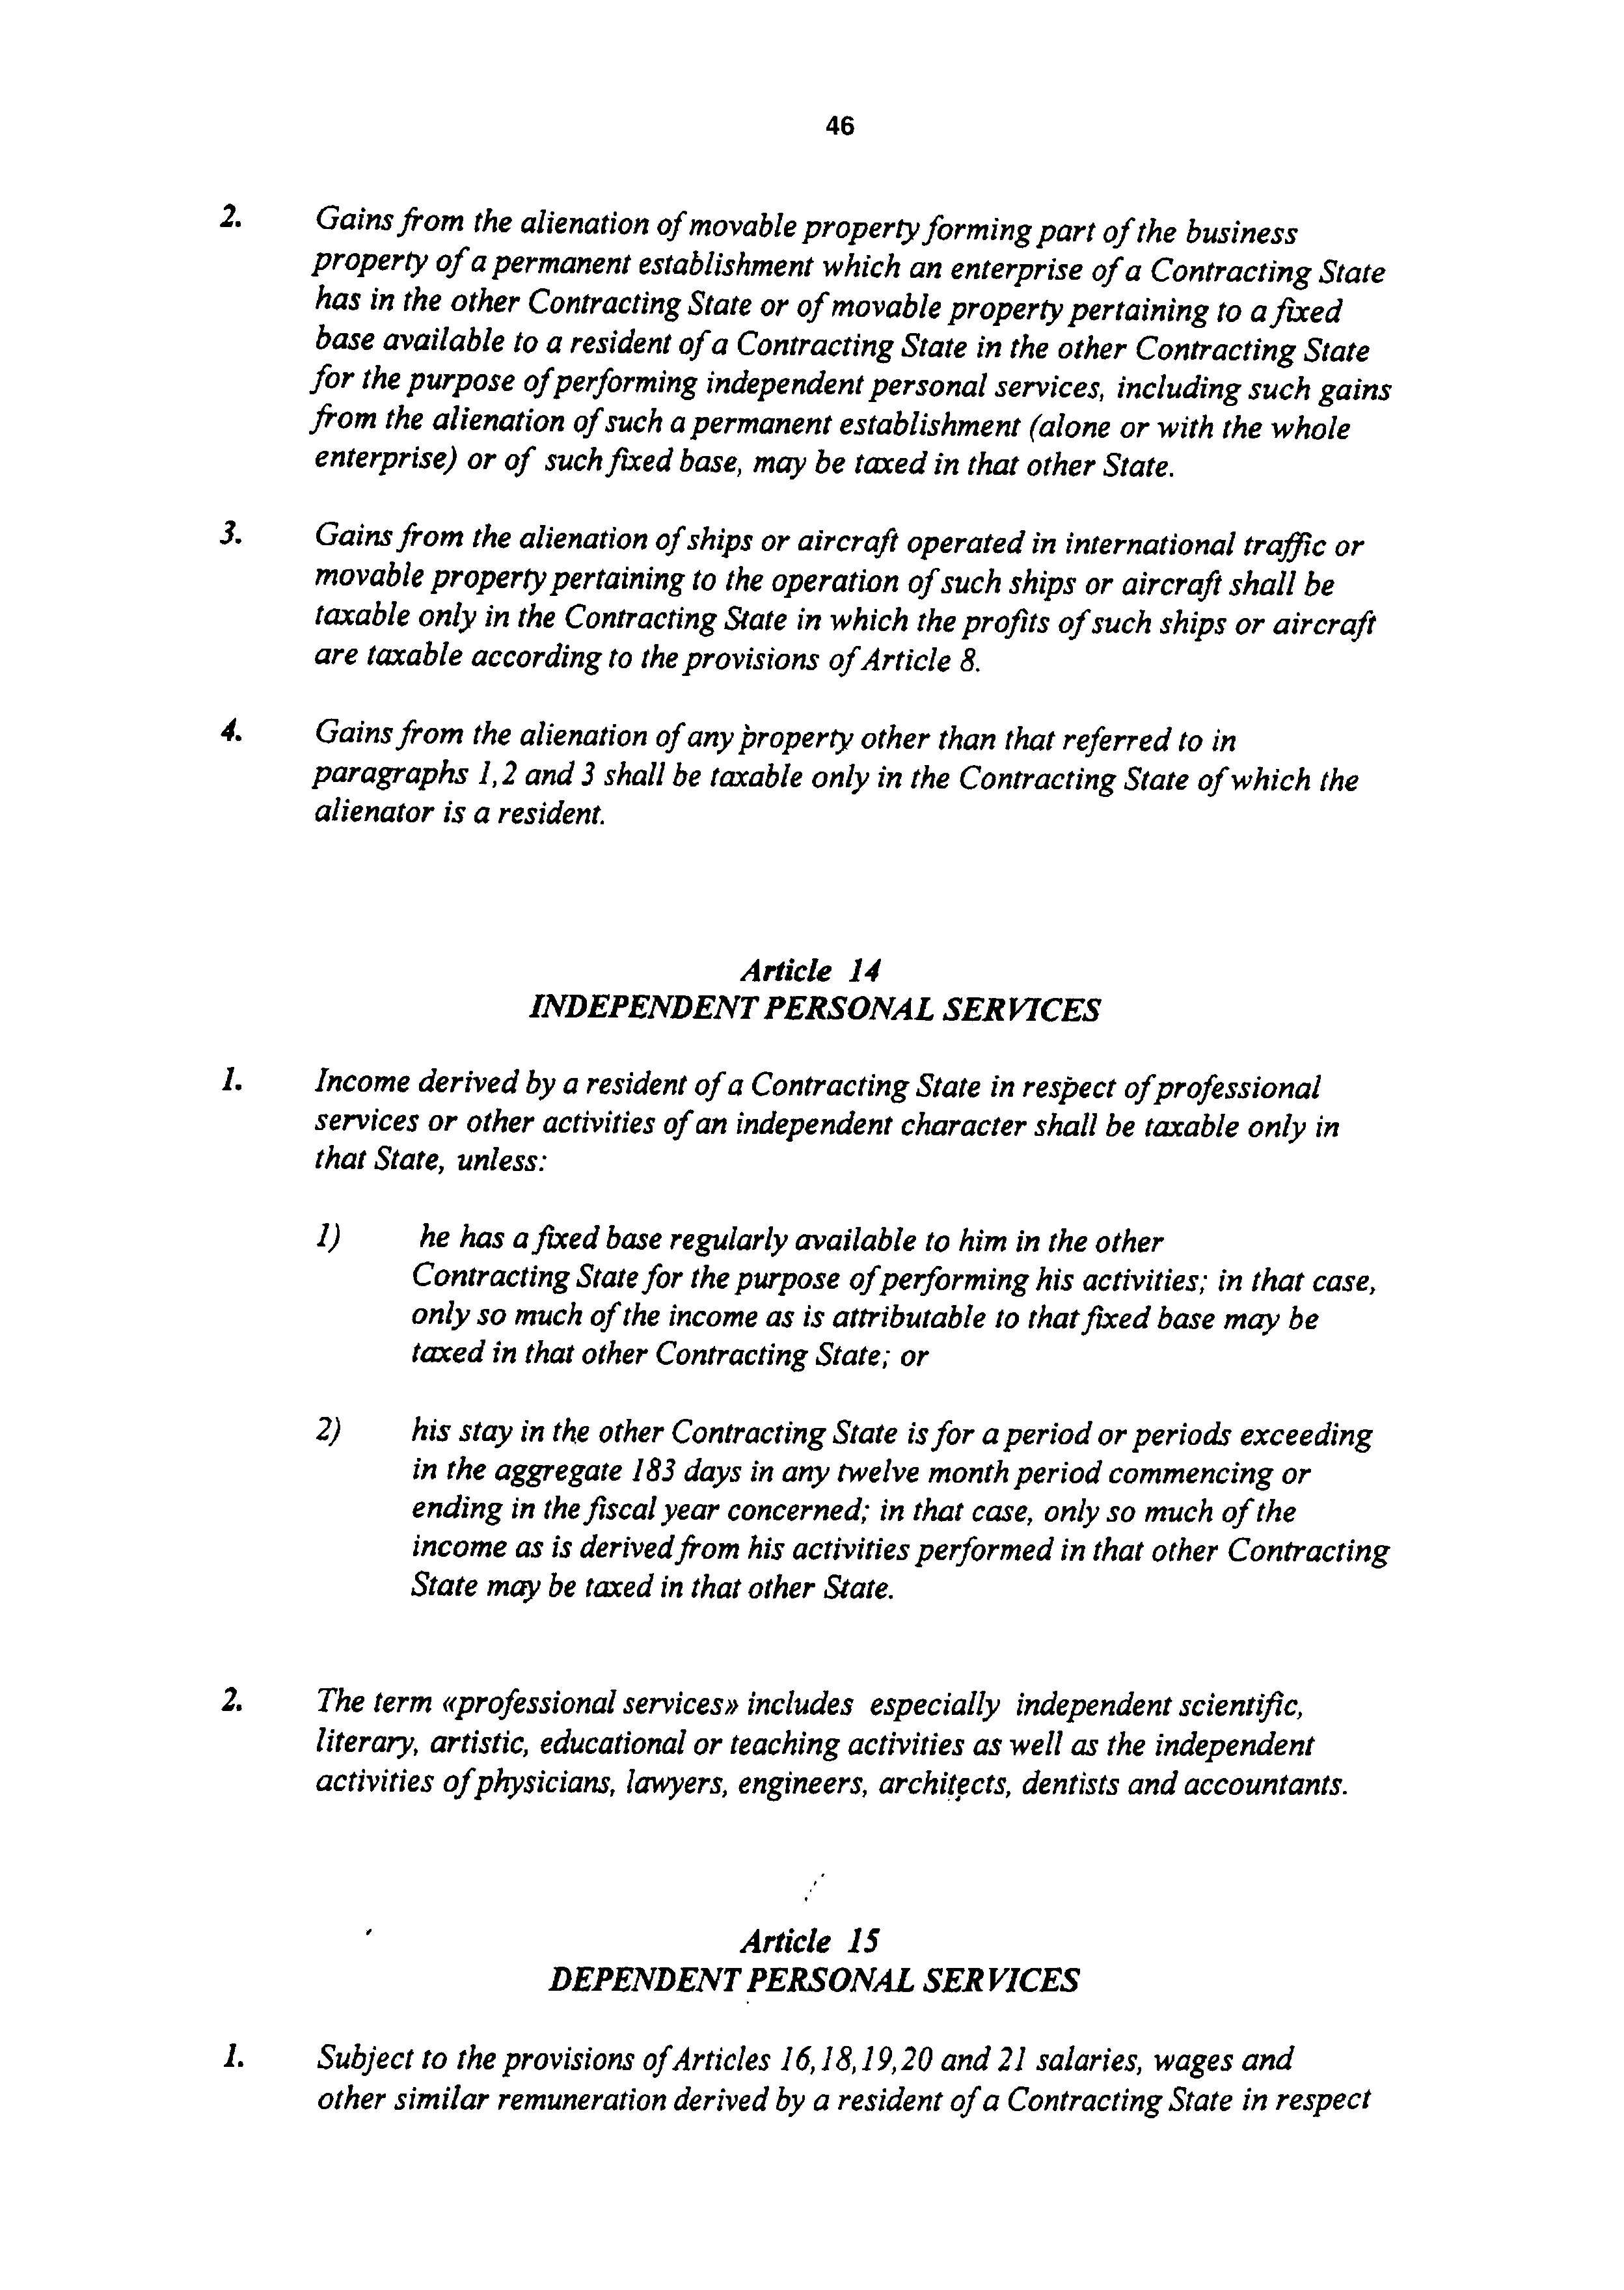 46
2. Gains from the alienation of movable property forming part of the business
property of a permanent establishment which an enterprise of a Contracting State
has in the other Contracting State or of movable property pertaining to a fixed
base available to a resident of a Contracting State in the other Contracting State
for the purpose of performing independent personal services, including such gains
from the alienation of such a permanent establishment (alone or with the whole
enterprise) or of such fixed base, may be taxed in that other State.
3. Gains from the alienation of ships or aircraft operated in international traffic or
movable property pertaining to the operation of such ships or aircraft shall be
taxable only in the Contracting State in which the profits of such ships or aircraft
are taxable according to the provisions of Article 8.
4. Gains from the alienation of any property other than that referred to in
paragraphs 1,2 and 3 shall be taxable only in the Contracting State of which the
alienator is a resident.
Article 14
INDEPENDENT PERSONAL SERVICES
1. Income derived by a resident of a Contracting State in respect of professional
services or other activities of an independent character shall be taxable only in
that State, unless:
1) he has a fixed base regularly available to him in the other
Contracting State for the purpose of performing his activities; in that case,
only so much of the income as is attributable to that fixed base may be
taxed in that other Contracting State; or
2) his stay in the other Contracting State is for a period or periods exceeding
in the aggregate 183 days in any twelve month period commencing or
ending in the fiscal year concerned; in that case, only so much of the
income as is derived from his activities performed in that other Contracting
State may be taxed in that other State.
2. The term «professional services» includes especially independent scientific,
literary, artistic, educational or teaching activities as well as the independent
activities of physicians, lawyers, engineers, architects, dentists and accountants.
Article 15
DEPENDENT PERSONAL SERVICES
1. Subject to the provisions of Articles 16,18,19,20 and 21 salaries, wages and
other similar remuneration derived by a resident of a Contracting State in respect